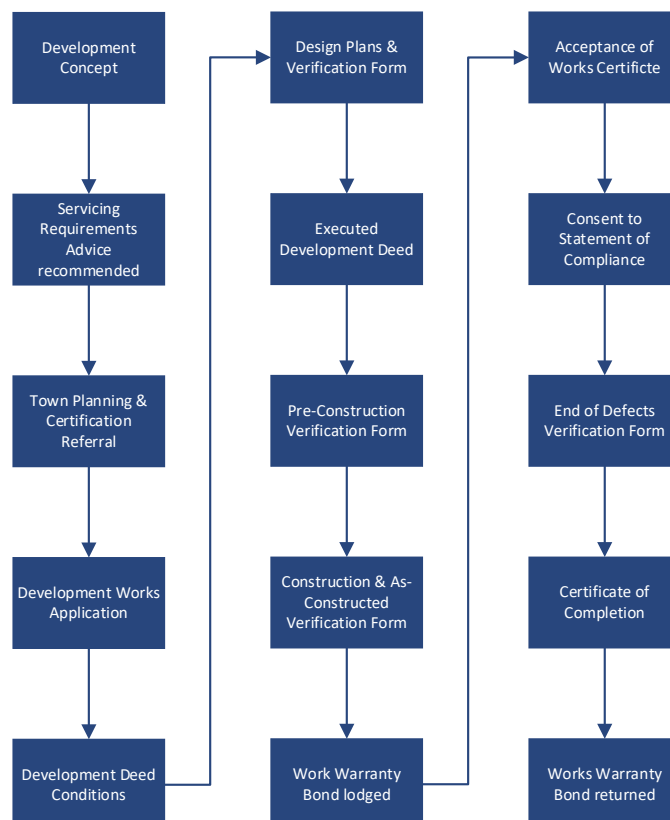 Development
Concept
Servicing
Requirements
Advice
recommended
Town Planning &
Certification
Referral
Development Works
Application
Development Deed
Conditions
Design Plans &
Verification Form
Executed
Development Deed
Pre-Construction
Verification Form
Construction & As-
Constructed
Verification Form
Work Warranty
Bond lodged
Acceptance of
Works Certificte
Consent to
Statement of
Compliance
End of Defects
Verification Form
Certificate of
Completion
Works Warranty
Bond returned